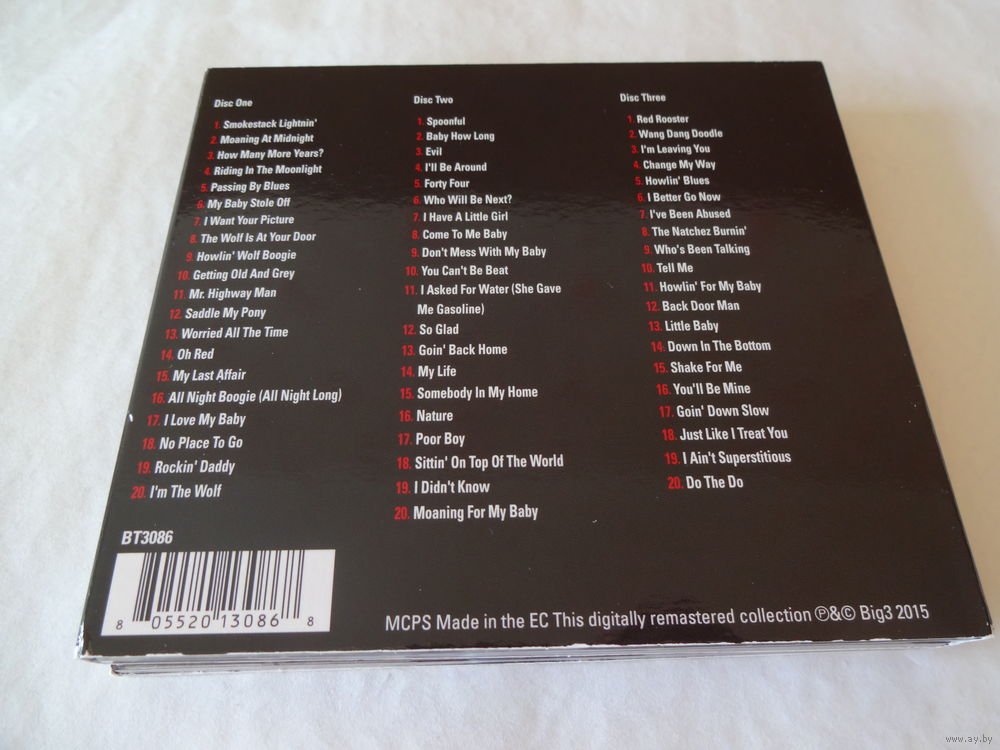 Disc One
1. Smokestack Lightnin'
2. Moaning At Midnight
3. How Many More Years?
4. Riding In The Moonlight
5. Passing By Blues
6. My Baby Stole Off
7. I Want Your Picture
8. The Wolf Is At Your Door
9. Howlin' Wolf Boogie
10. Getting Old And Grey
11. Mr. Highway Man
12. Saddle My Pony
13. Worried All The Time
14. Oh Red
15. My Last Affair
16. All Night Boogie (All Night Long)
17. I Love My Baby
18. No Place To Go
19. Rockin' Daddy
20. I'm The Wolf
Disc Two
1. Spoonful
2. Baby How Long
3. Evil
4. I'll Be Around
5. Forty Four
6. Who Will Be Next?
7. I Have A Little Girl
8. Come To Me Baby
9. Don't Mess With My Baby
10. You Can't Be Beat
11. I Asked For Water (She Gave
Me Gasoline)
12. So Glad
13. Goin' Back Home
14. My Life
15. Somebody In My Home
16. Nature
17. Poor Boy
18. Sittin' On Top Of The World
19. I Didn't Know
20. Moaning For My Baby
Disc Three
1. Red Rooster
2. Wang Dang Doodle
3. I'm Leaving You
4. Change My Way
5. Howlin' Blues
6. I Better Go Now
7. I've Been Abused
8. The Natchez Burnin'
9. Who's Been Talking
10. Tell Me
11. Howlin' For My Baby
12. Back Door Man
13. Little Baby
14. Down In The Bottom
15. Shake For Me
16. You'll Be Mine
17. Goin' Down Slow
18. Just Like I Treat You
19. I Ain't Superstitious
20. Do The Do
BT3086
8 05520 13086 8
MCPS Made in the EC This digitally remastered collection ℗&© Big3 2015
www.ay.by